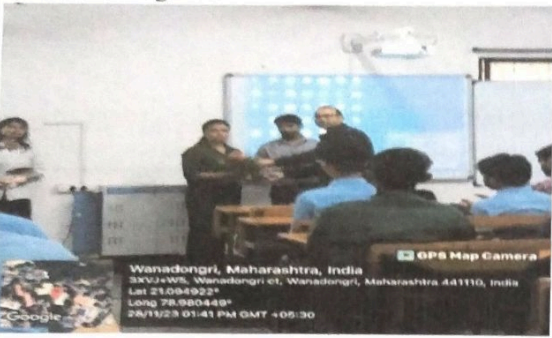 GPS Map Camera
Wanadongri, Maharashtra, India
3XVJ+W5, Wanadongri ct, Wanadongri, Maharashtra 441110, India
Lat 21.094922°
Long 78.980449°
28/11/23 01:41 PM GMT +05:30
Google